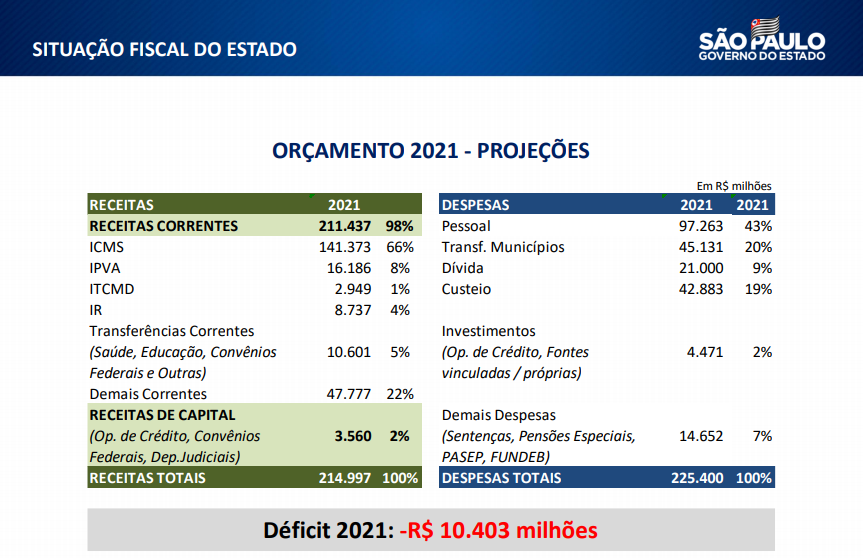 SITUAÇÃO FISCAL DO ESTADO
SÃO PAULO
GOVERNO DO ESTADO
ORÇAMENTO 2021 - PROJEÇÕES
Em R$ milhões
RECEITAS 2021
RECEITAS CORRENTES 211.437 98%
ICMS 141.373 66%
IPVA 16.186 8%
ITCMD 2.949 1%
IR 8.737 4%
Transferências Correntes
(Saúde, Educação, Convênios 10.601 5%
Federais e Outras)
Demais Correntes 47.777 22%
RECEITAS DE CAPITAL
(Op. de Crédito, Convênios 3.560 2%
Federais, Dep.Judiciais)
RECEITAS TOTAIS 214.997 100%
DESPESAS 2021 2021
Pessoal 97.263 43%
Transf. Municípios 45.131 20%
Dívida 21.000 9%
Custeio 42.883 19%
Investimentos
(Op. de Crédito, Fontes 4.471 2%
vinculadas / próprias)
Demais Despesas
(Sentenças, Pensões Especiais, 14.652 7%
PASEP, FUNDEB)
DESPESAS TOTAIS 225.400 100%
Déficit 2021: -R$ 10.403 milhões